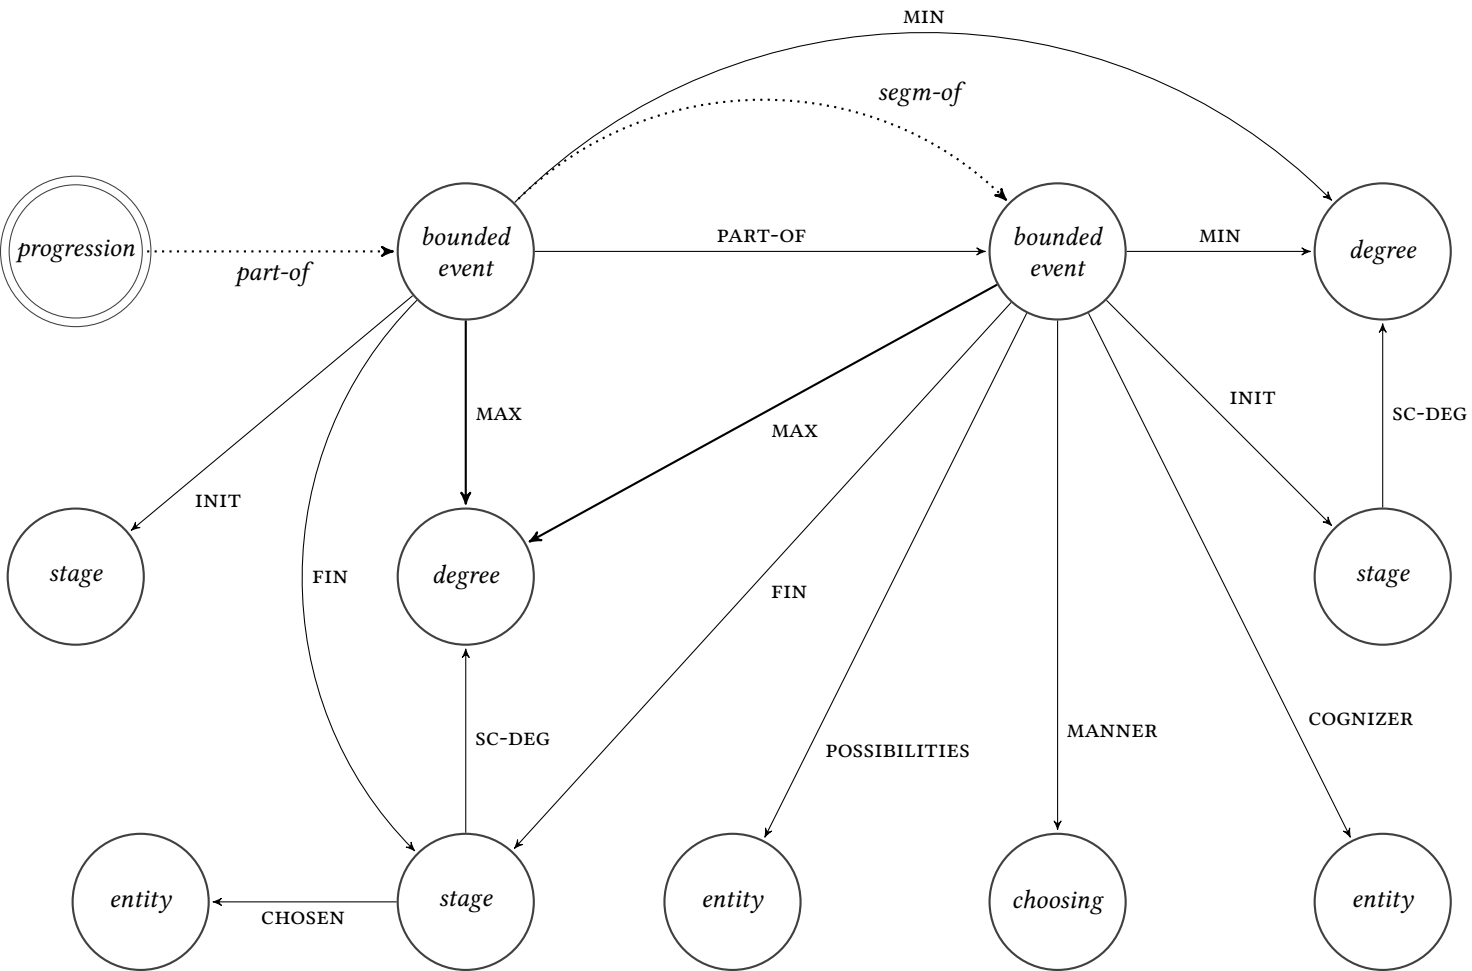 MIN
segm-of
progression
part-of
bounded
event
PART-OF
bounded
event
MIN
degree
INIT
FIN
MAX
MAX
INIT
SC-DEG
stage
degree
FIN
stage
SC-DEG
POSSIBILITIES
MANNER
COGNIZER
entity
CHOSEN
stage
entity
choosing
entity